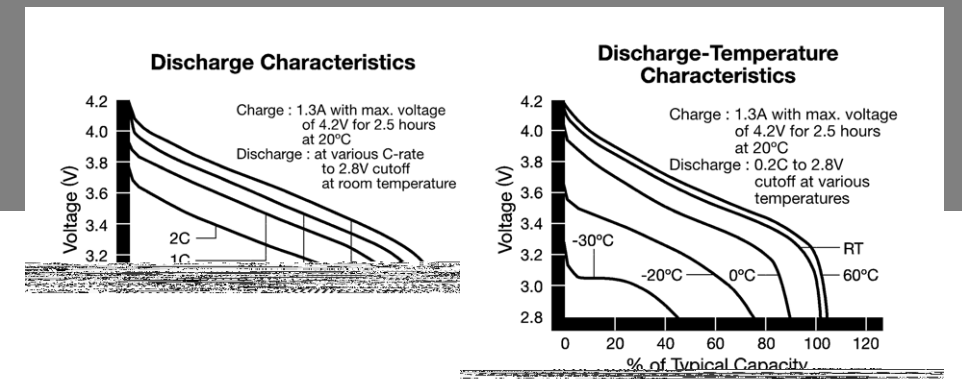 Discharge Characteristics
4.2
4.0
3.8
3.6
3.4
3.2
Voltage (V)
Charge : 1.3A with max. voltage
of 4.2V for 2.5 hours
at 20ºC
Discharge : at various C-rate
to 2.8V cutoff
at room temperature
2C
1C
Discharge-Temperature
Characteristics
4.2
4.0
3.8
3.6
3.4
3.2
3.0
2.8
Voltage (V)
Charge : 1.3A with max. voltage
of 4.2V for 2.5 hours
at 20ºC
Discharge : 0.2C to 2.8V
cutoff at various
temperatures
-30ºC
-20ºC
0ºC
RT
60ºC
0 20 40 60 80 100 120
% of Typical Capacity